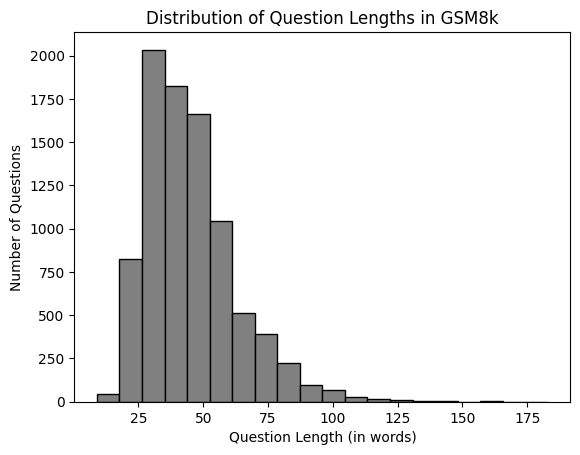 Distribution of Question Lengths in GSM8k
2000
1750
1500
1250
1000
750
500
250
0
Number of Questions
25 50 75 100 125 150 175
Question Length (in words)